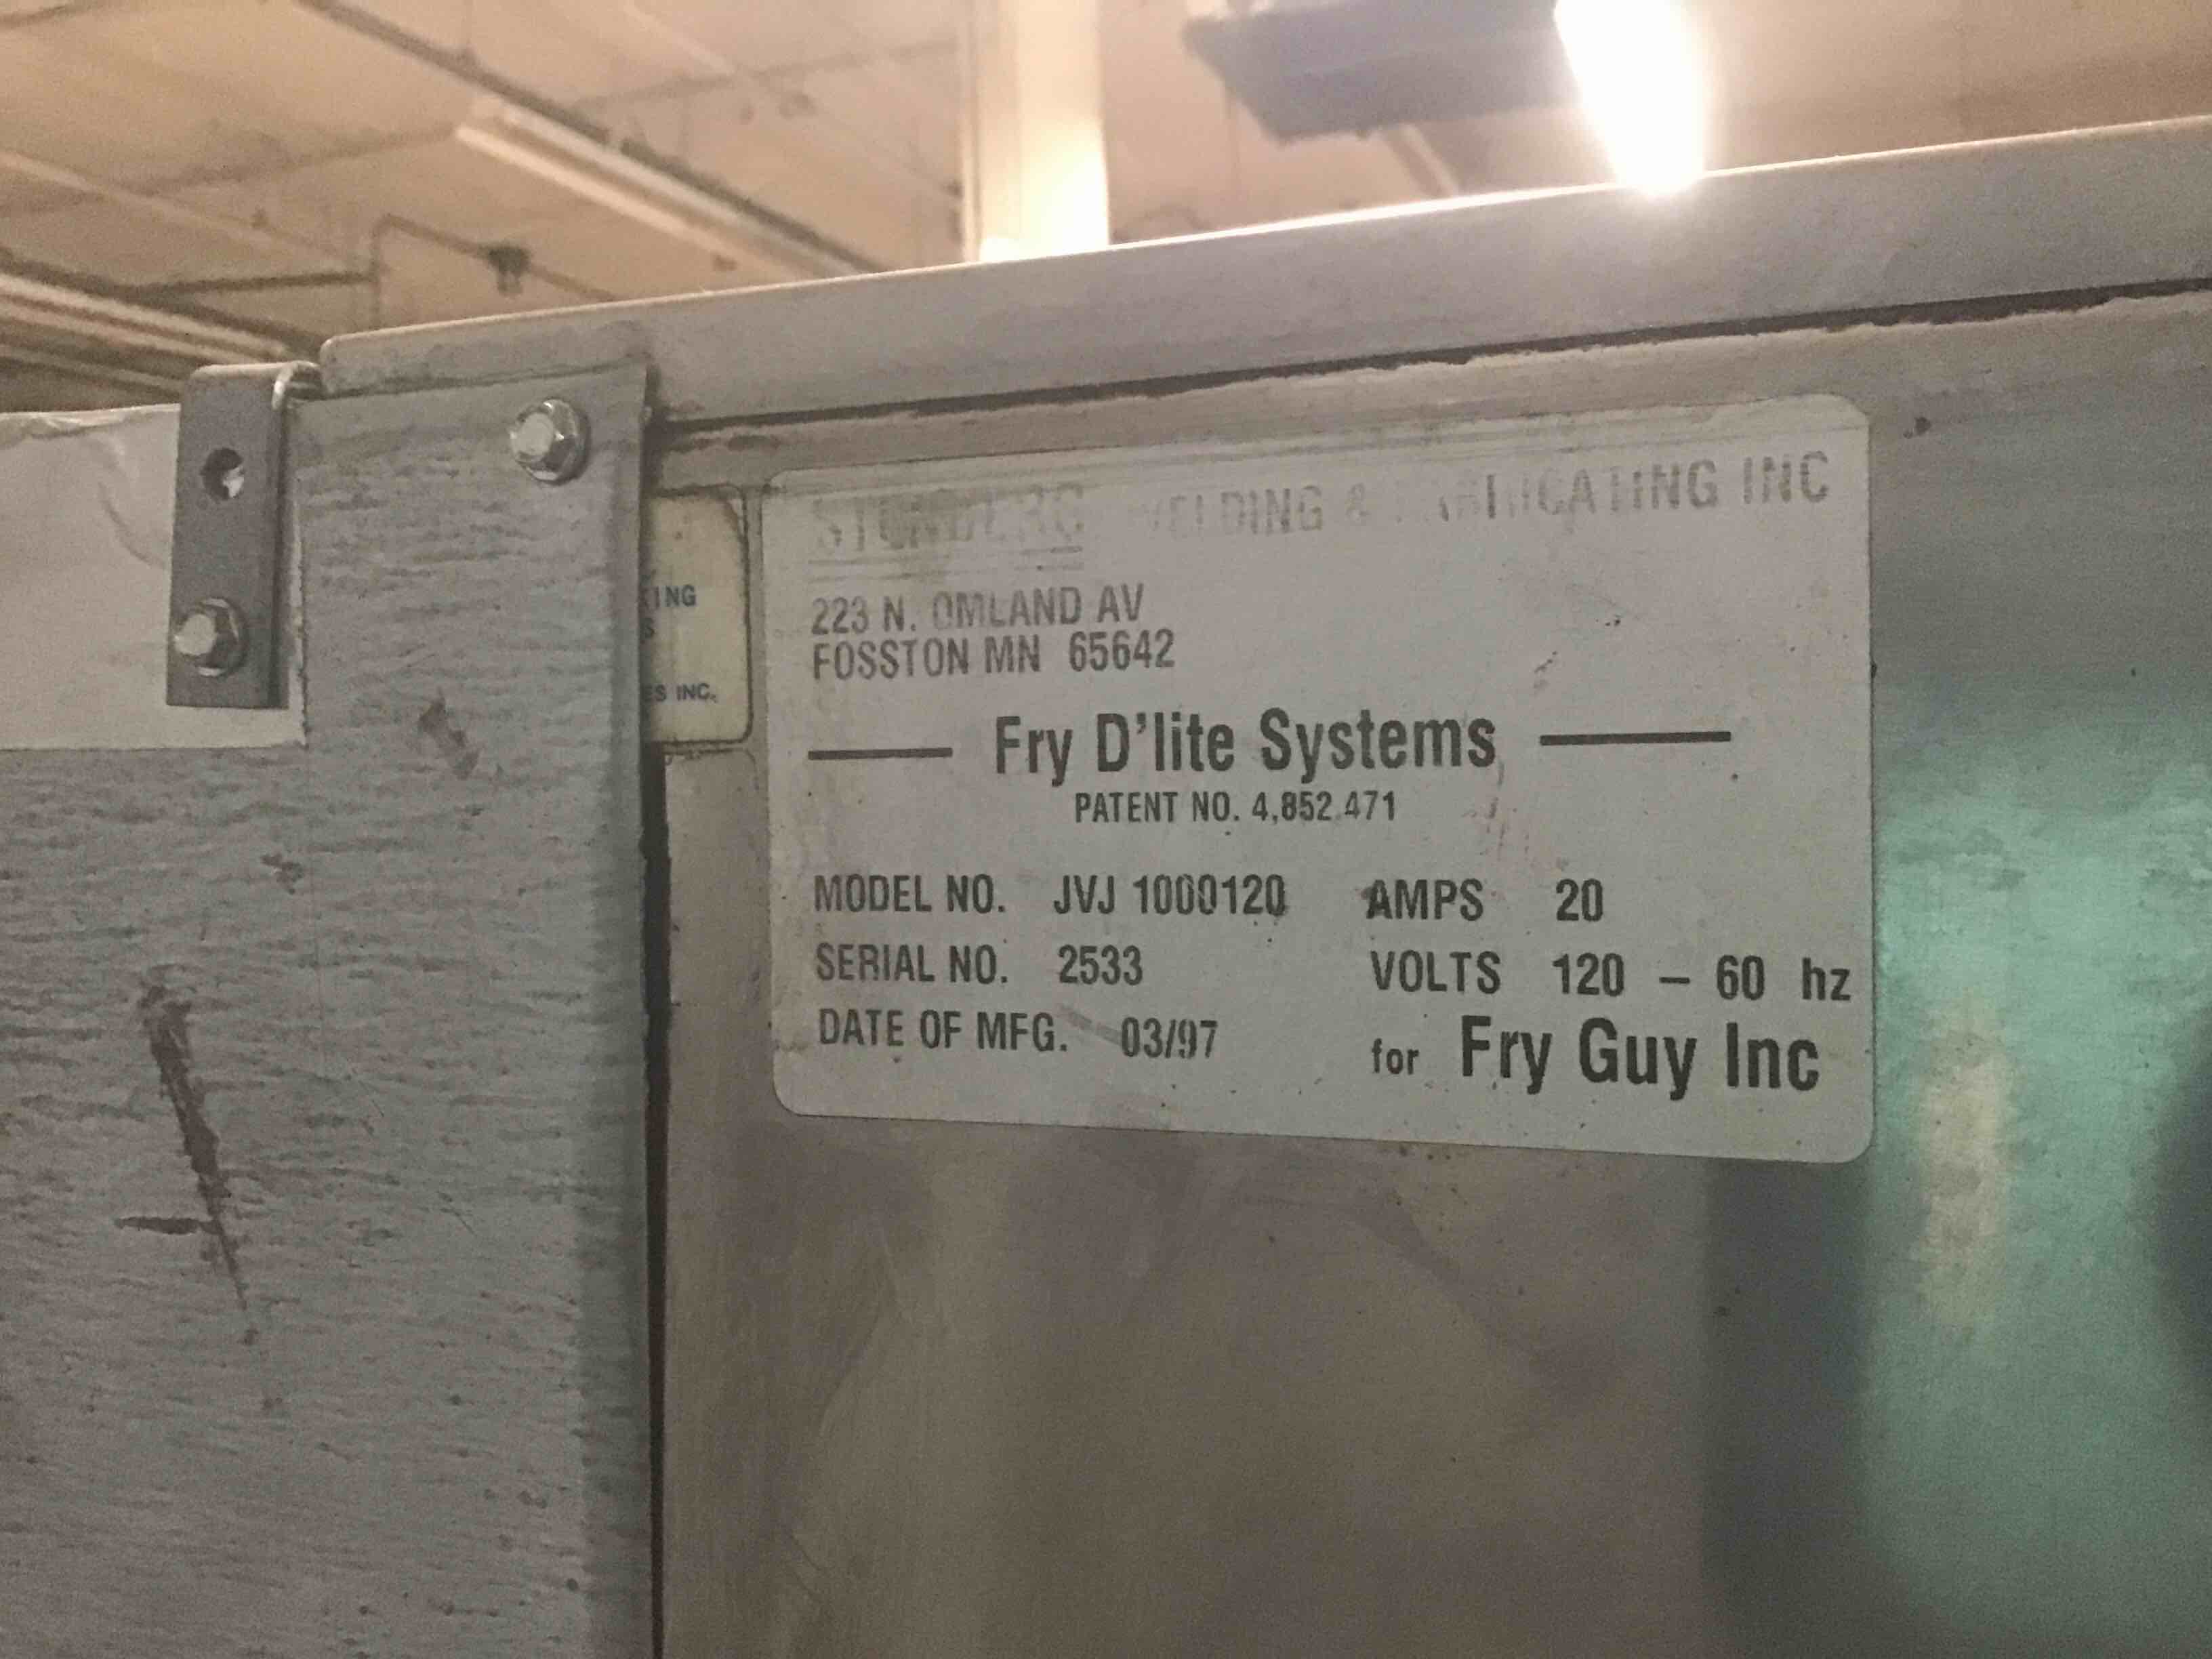 WELDING & FABRICATING INC
223 N. OMLAND AV
FOSSTON MN 65642
Fry D'lite Systems
PATENT NO. 4,852.471
MODEL NO. JVJ 1000120 AMPS 20
SERIAL NO. 2533 VOLTS 120 – 60 hz
DATE OF MFG. 03/97 for Fry Guy Inc
INC.